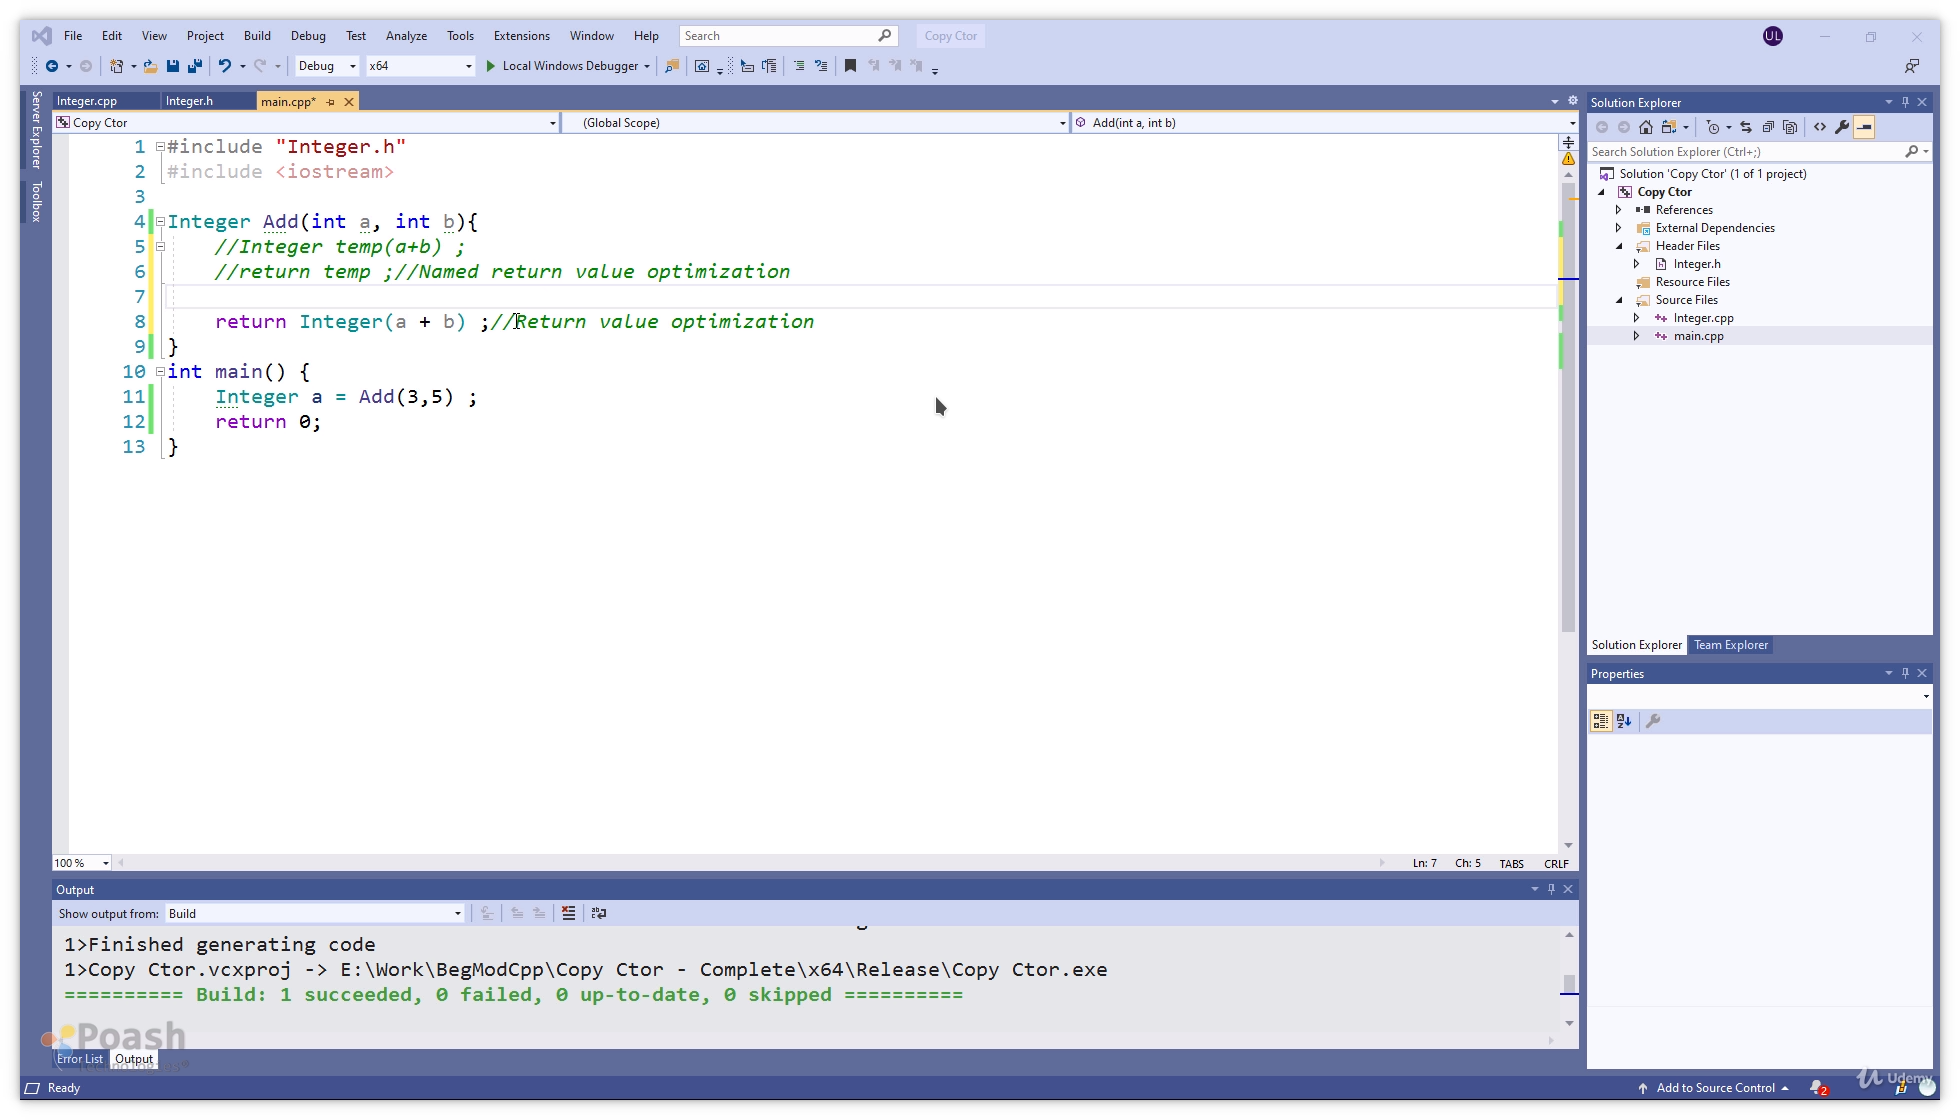 File Edit View Project Build Debug Test Analyze Tools Extensions Window Help Search Copy Ctor UL
Debug x64 Local Windows Debugger
Server Explorer
Toolbox
Integer.cpp Integer.h main.cpp*
Copy Ctor (Global Scope) Add(int a, int b)
1 #include "Integer.h"
2 #include <iostream>
3
4 Integer Add(int a, int b){
5 //Integer temp(a+b) ;
6 //return temp ;//Named return value optimization
7
8 return Integer(a + b) ;//Return value optimization
9 }
10 int main() {
11 Integer a = Add(3,5) ;
12 return 0;
13 }
100 % Ln: 7 Ch: 5 TABS CRLF
Output
Show output from: Build
1>Finished generating code
1>Copy Ctor.vcxproj -> E:\Work\BegModCpp\Copy Ctor - Complete\x64\Release\Copy Ctor.exe
========== Build: 1 succeeded, 0 failed, 0 up-to-date, 0 skipped ==========
Poash
Error List Output
Solution Explorer
Search Solution Explorer (Ctrl+;)
Solution 'Copy Ctor' (1 of 1 project)
Copy Ctor
References
External Dependencies
Header Files
Integer.h
Resource Files
Source Files
Integer.cpp
main.cpp
Solution Explorer Team Explorer
Properties
Ready Add to Source Control 2
Udemy